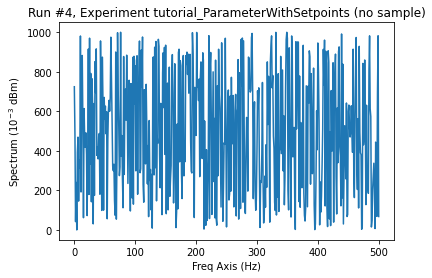 Run #4, Experiment tutorial_ParameterWithSetpoints (no sample)
Spectrum (10⁻³ dBm)
1000
800
600
400
200
0
0 100 200 300 400 500
Freq Axis (Hz)